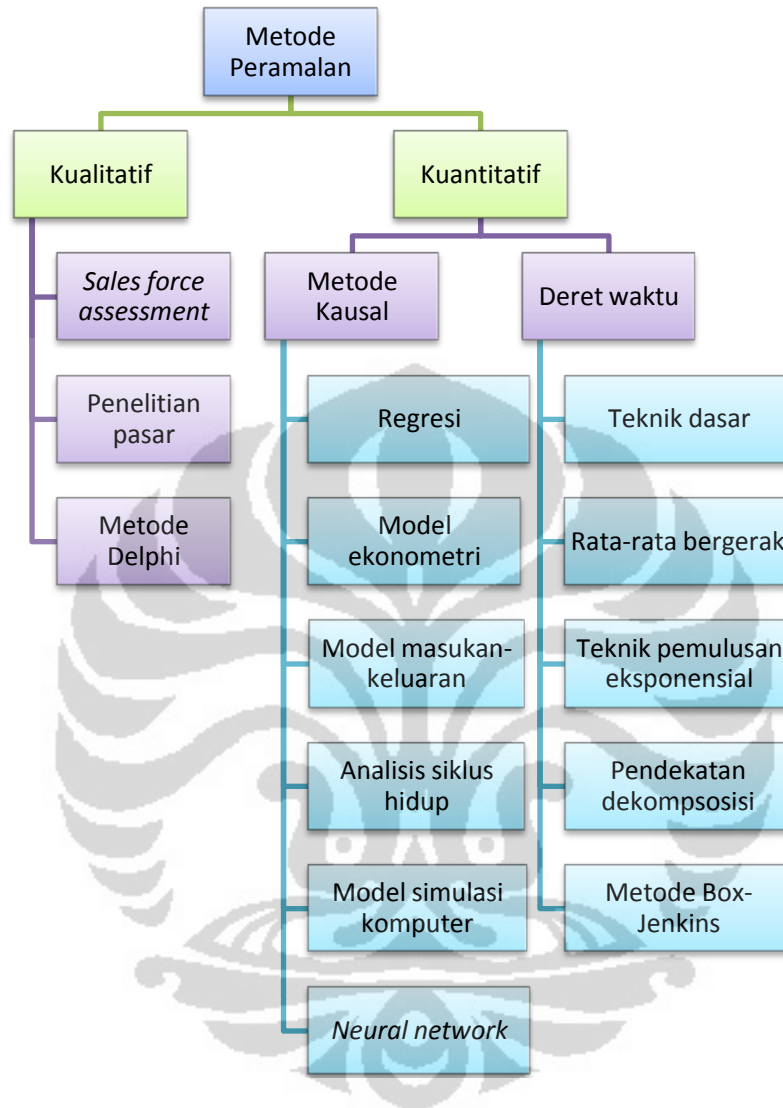 Metode
Peramalan
Kualitatif
Kuantitatif
Sales force
assessment
Penelitian
pasar
Metode
Delphi
Metode
Kausal
Regresi
Model
ekonometri
Model masukan-
keluaran
Analisis siklus
hidup
Model simulasi
komputer
Neural network
Deret waktu
Teknik dasar
Rata-rata bergerak
Teknik pemulusan
eksponensial
Pendekatan
dekompsosisi
Metode Box-
Jenkins